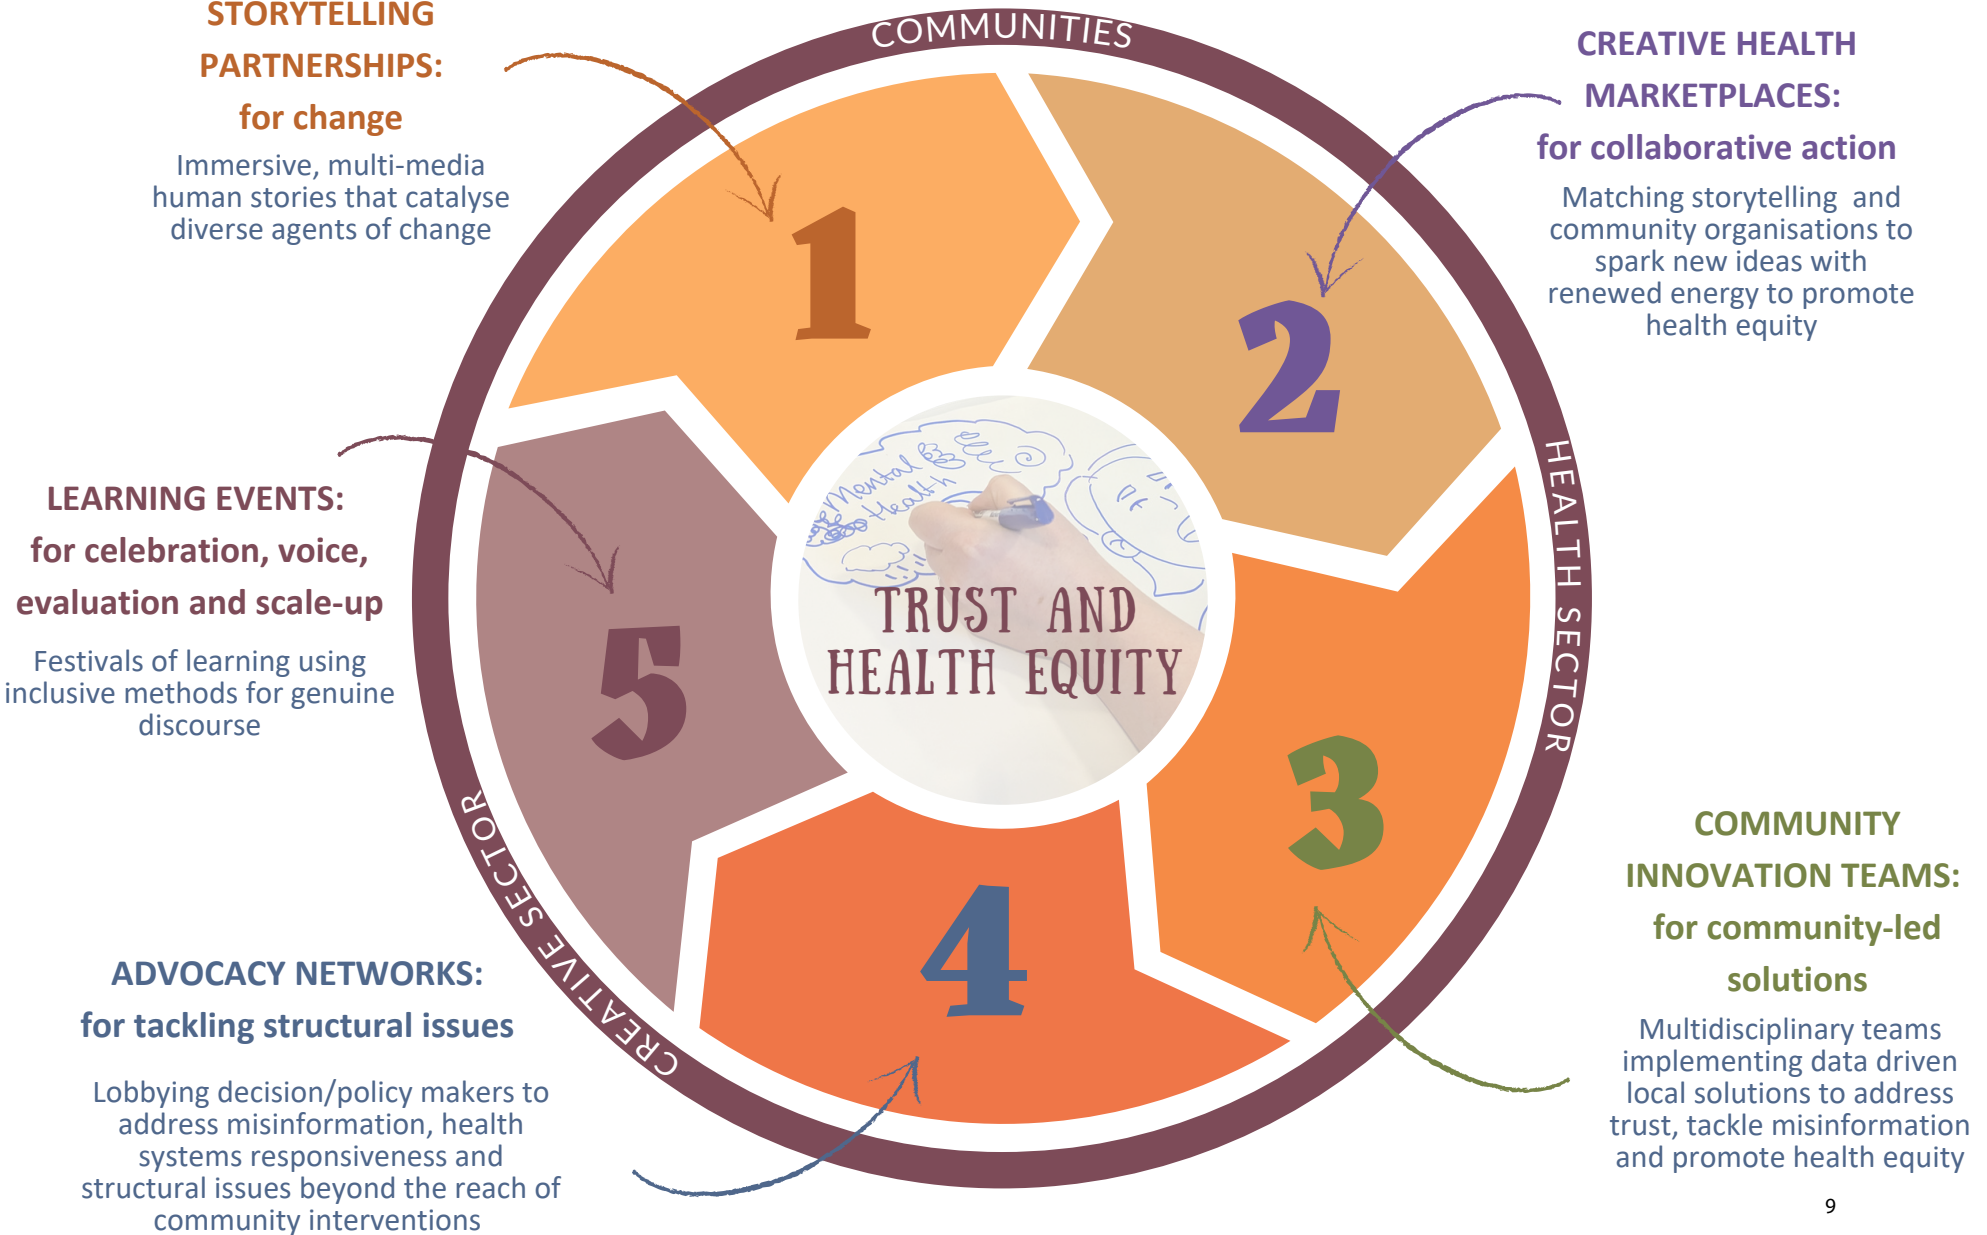 STORYTELLING
PARTNERSHIPS:
for change
Immersive, multi-media
human stories that catalyse
diverse agents of change
1
COMMUNITIES
CREATIVE HEALTH
MARKETPLACES:
for collaborative action
Matching storytelling and
community organisations to
spark new ideas with
renewed energy to promote
health equity
2
HEALTH SECTOR
Mental
Health
TRUST AND
HEALTH EQUITY
LEARNING EVENTS:
for celebration, voice,
evaluation and scale-up
Festivals of learning using
inclusive methods for genuine
discourse
5
3
COMMUNITY
INNOVATION TEAMS:
for community-led
solutions
Multidisciplinary teams
implementing data driven
local solutions to address
trust, tackle misinformation
and promote health equity
CREATIVE SECTOR
4
ADVOCACY NETWORKS:
for tackling structural issues
Lobbying decision/policy makers to
address misinformation, health
systems responsiveness and
structural issues beyond the reach of
community interventions
9